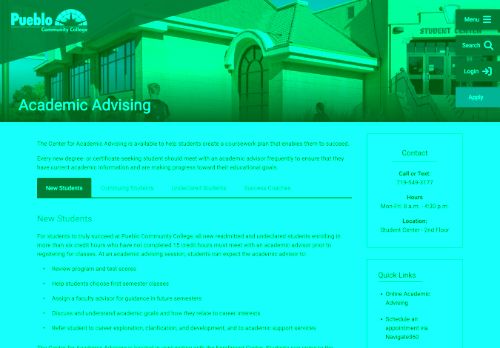 Pueblo
Community College
Menu
Search
STUDENT CENTER
Login
Apply
Academic Advising
The Center for Academic Advising is available to help students create a coursework plan that enables them to succeed.
Every new degree- or certificate-seeking student should meet with an academic advisor frequently to ensure that they
have current academic information and are making progress toward their educational goals.
New Students
Continuing Students
Undeclared Students
Success Coaches
New Students
For students to truly succeed at Pueblo Community College, all new readmitted and undeclared students enrolling in
more than six credit hours who have not completed 15 credit hours must meet with an academic advisor prior to
registering for classes. At an academic advising session, students can expect the academic advisor to:
Review program and test scores
Help students choose first semester classes
Assign a faculty advisor for guidance in future semesters
Discuss and understand academic goals and how they relate to career interests
Refer student to career exploration, clarification, and development, and to academic support services
Contact
Call or Text
719-549-3177
Hours
Mon-Fri: 8 a.m. - 4:30 p.m.
Location:
Student Center - 2nd Floor
Quick Links
Online Academic
Advising
Schedule an
appointment via
Navigate360